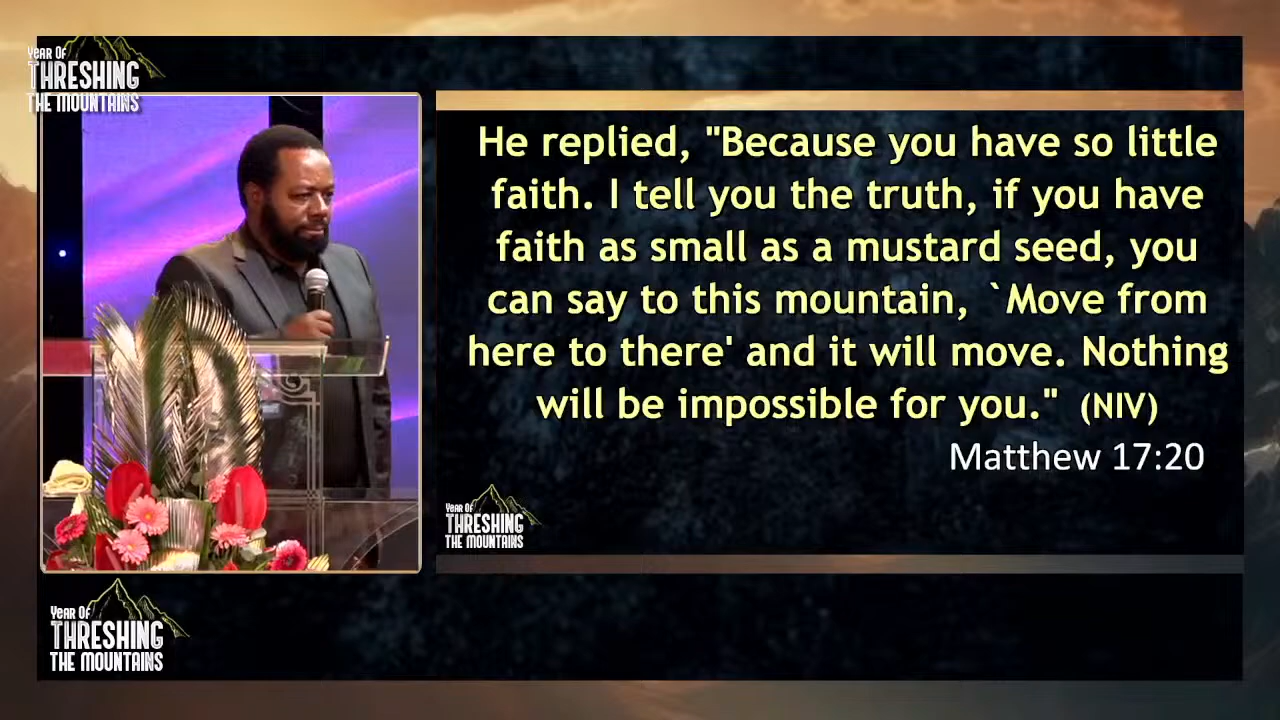 Year Of
THRESHING
THE MOUNTAINS
He replied, "Because you have so little
faith. I tell you the truth, if you have
faith as small as a mustard seed, you
can say to this mountain, `Move from
here to there' and it will move. Nothing
will be impossible for you." (NIV)
Matthew 17:20
Year Of
THRESHING
THE MOUNTAINS
Year Of
THRESHING
THE MOUNTAINS